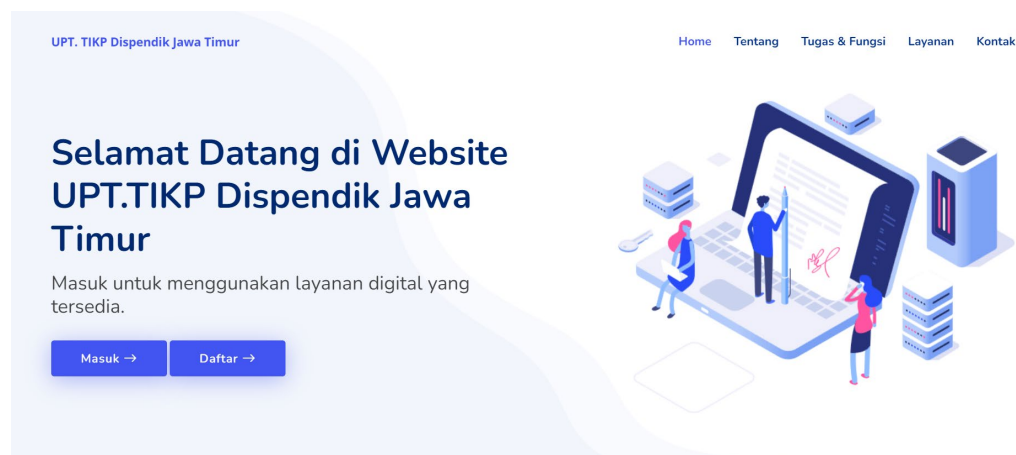 UPT. TIKP Dispendik Jawa Timur
Home Tentang Tugas & Fungsi Layanan Kontak
Selamat Datang di Website
UPT.TIKP Dispendik Jawa
Timur
Masuk untuk menggunakan layanan digital yang
tersedia.
Masuk → Daftar →